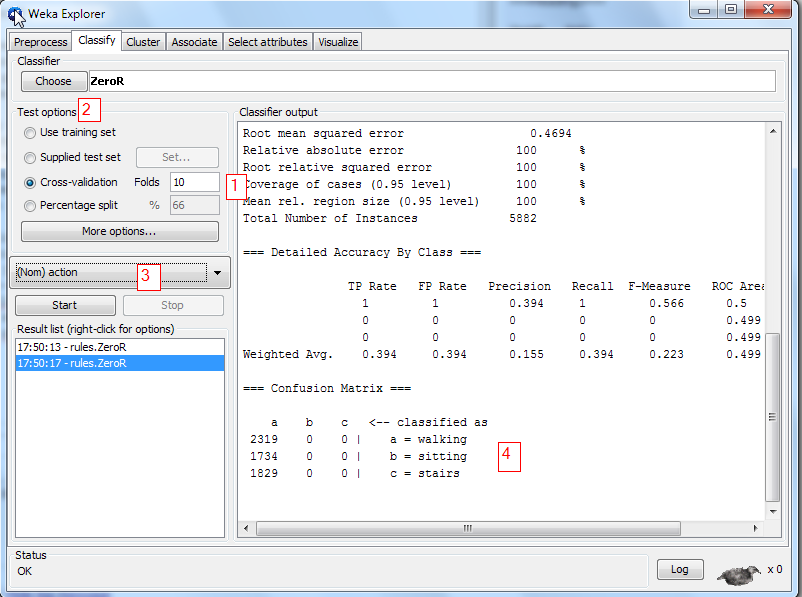 Weka Explorer
Preprocess Classify Cluster Associate Select attributes Visualize
Classifier
Choose ZeroR
Test options 2
Use training set
Supplied test set Set...
Cross-validation Folds 10
Percentage split % 66
More options...
1
(Nom) action
3
Start Stop
Result list (right-click for options)
17:50:13 - rules.ZeroR
17:50:17 - rules.ZeroR
Classifier output
Root mean squared error 0.4694
Relative absolute error 100 %
Root relative squared error 100 %
Coverage of cases (0.95 level) 100 %
Mean rel. region size (0.95 level) 100 %
Total Number of Instances 5882
=== Detailed Accuracy By Class ===
TP Rate FP Rate Precision Recall F-Measure ROC Area
1 1 0.394 1 0.566 0.5
0 0 0 0 0 0.499
0 0 0 0 0 0.499
Weighted Avg. 0.394 0.394 0.155 0.394 0.223 0.499
=== Confusion Matrix ===
a b c <-- classified as
2319 0 0 | a = walking
1734 0 0 | b = sitting
1829 0 0 | c = stairs
4
Status
OK
Log x 0